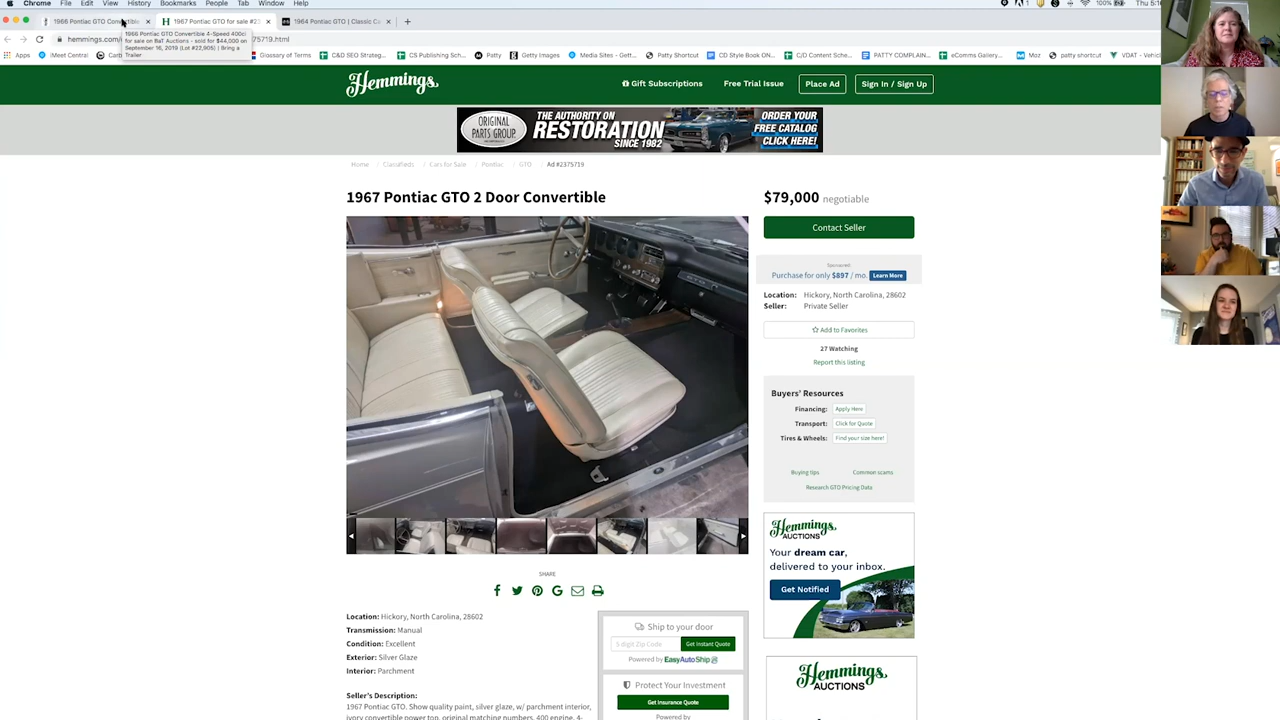 Chrome File Edit View History Bookmarks People Tab Window Help
100%
1966 Pontiac GTO Convertible
1967 Pontiac GTO for sale #23
1964 Pontiac GTO | Classic Ca
1966 Pontiac GTO Convertible 4-Speed 400ci
for sale on BaT Auctions - sold for $44,000 on
September 16, 2019 (Lot #22,905) | Bring a
Trailer
hemmings.com
5719.html
Apps
iMeet Central
Glossary of Terms
C&D SEO Strateg...
CS Publishing Sch...
Patty
Getty Images
September Media
Sites - Get...
CD Style Book ON...
Patty Shortcut
C/D Content Sche...
PATTY COMPLAIN...
eComms Gallery...
Moz
patty shortcut
VDAT - Vehicle
Hemmings
Gift Subscriptions
Free Trial Issue
Place Ad
Sign In / Sign Up
ORIGINAL
PARTS GROUP
THE AUTHORITY ON
RESTORATION
SINCE 1982
ORDER YOUR
FREE CATALOG
CLICK HERE!
Home / Classifieds / Cars for Sale / Pontiac / GTO / Ad #2375719
1967 Pontiac GTO 2 Door Convertible
$79,000 negotiable
Contact Seller
Sponsored:
Purchase for only $897 / mo. Learn More
Location: Hickory, North Carolina, 28602
Seller: Private Seller
Add to Favorites
27 Watching
Report this listing
Buyers' Resources
Financing: Apply Here
Transport: Click for Quote
Tires & Wheels: Find your size here!
Buying tips
Common scams
Research GTO Pricing Data
Hemmings
AUCTIONS
Your dream car,
delivered to your inbox.
Get Notified
SHARE
Location: Hickory, North Carolina, 28602
Transmission: Manual
Condition: Excellent
Exterior: Silver Glaze
Interior: Parchment
Seller's Description:
1967 Pontiac GTO. Show quality paint, silver glaze, w/ parchment interior,
ivory convertible power top, original matching numbers, 400 engine, 4-
Ship to your door
5-digit Zip Code
Get Instant Quote
Powered by EasyAutoShip
Protect Your Investment
Get Insurance Quote
Powered by
Hemmings
AUCTIONS